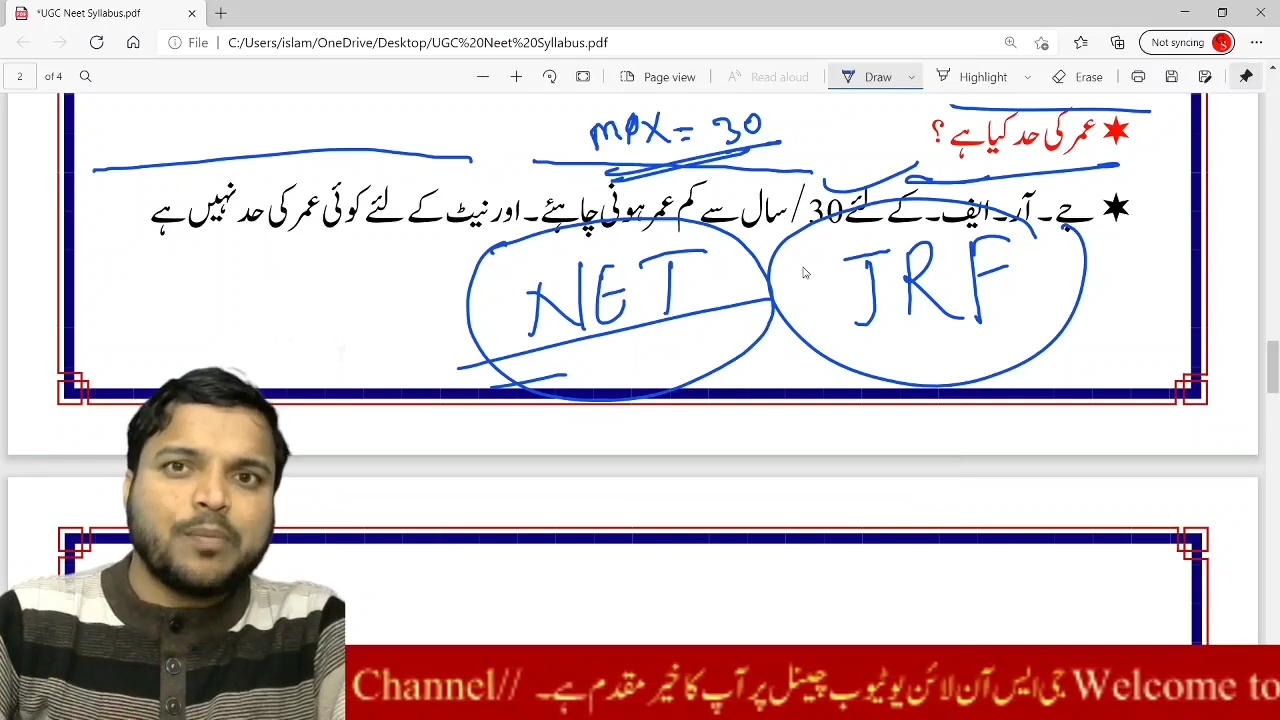 *UGC Neet Syllabus.pdf
File C:/Users/islam/OneDrive/Desktop/UGC%20Neet%20Syllabus.pdf Not syncing
2 of 4 Page view Read aloud Draw Highlight Erase
عمر کی حد کیا ہے ؟
MAX = 30
جے۔ آر۔ ایف۔ کے لئے 30/ سال سے کم عمر ہونی چاہئے۔ اور نیٹ کے لئے کوئی عمر کی حد نہیں ہے
NET JRF
Channel// جی ایس آن لائن یوٹیوب چینل پر آپ کا خیر مقدم ہے۔ Welcome to